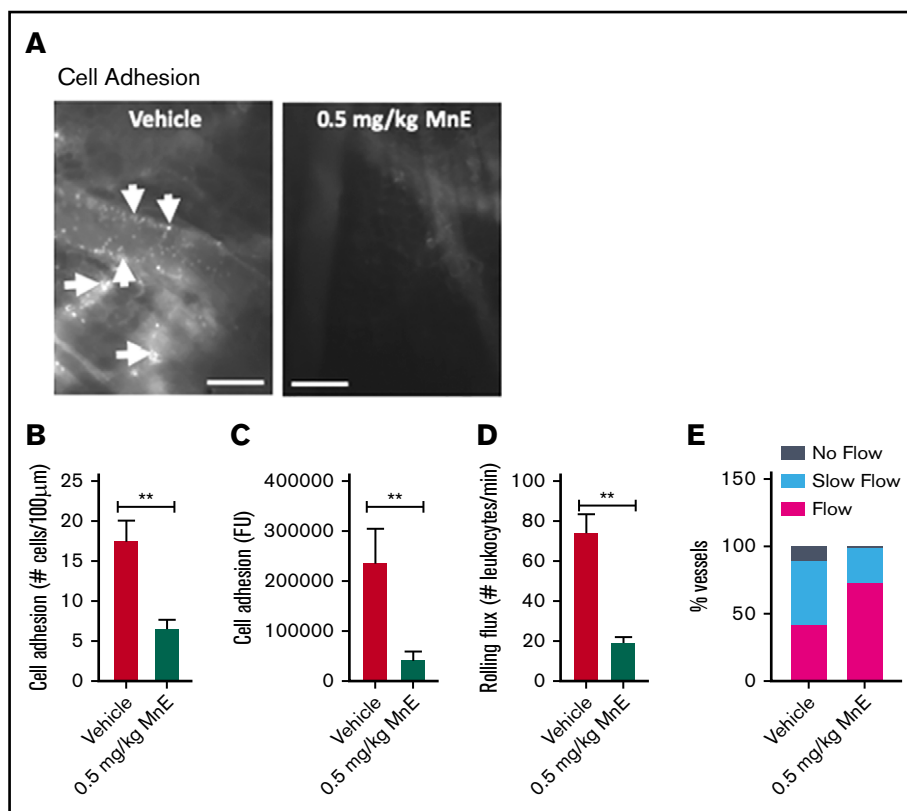 A
Cell Adhesion
Vehicle
0.5 mg/kg MnE
B
Cell adhesion (# cells/100μm)
25
20
15
10
5
0
**
Vehicle
0.5 mg/kg MnE
C
Cell adhesion (FU)
400000
300000
200000
100000
0
**
Vehicle
0.5 mg/kg MnE
D
Rolling flux (# leukocytes/min)
100
80
60
40
20
0
**
Vehicle
0.5 mg/kg MnE
E
No Flow
Slow Flow
Flow
% vessels
150
100
50
0
Vehicle
0.5 mg/kg MnE